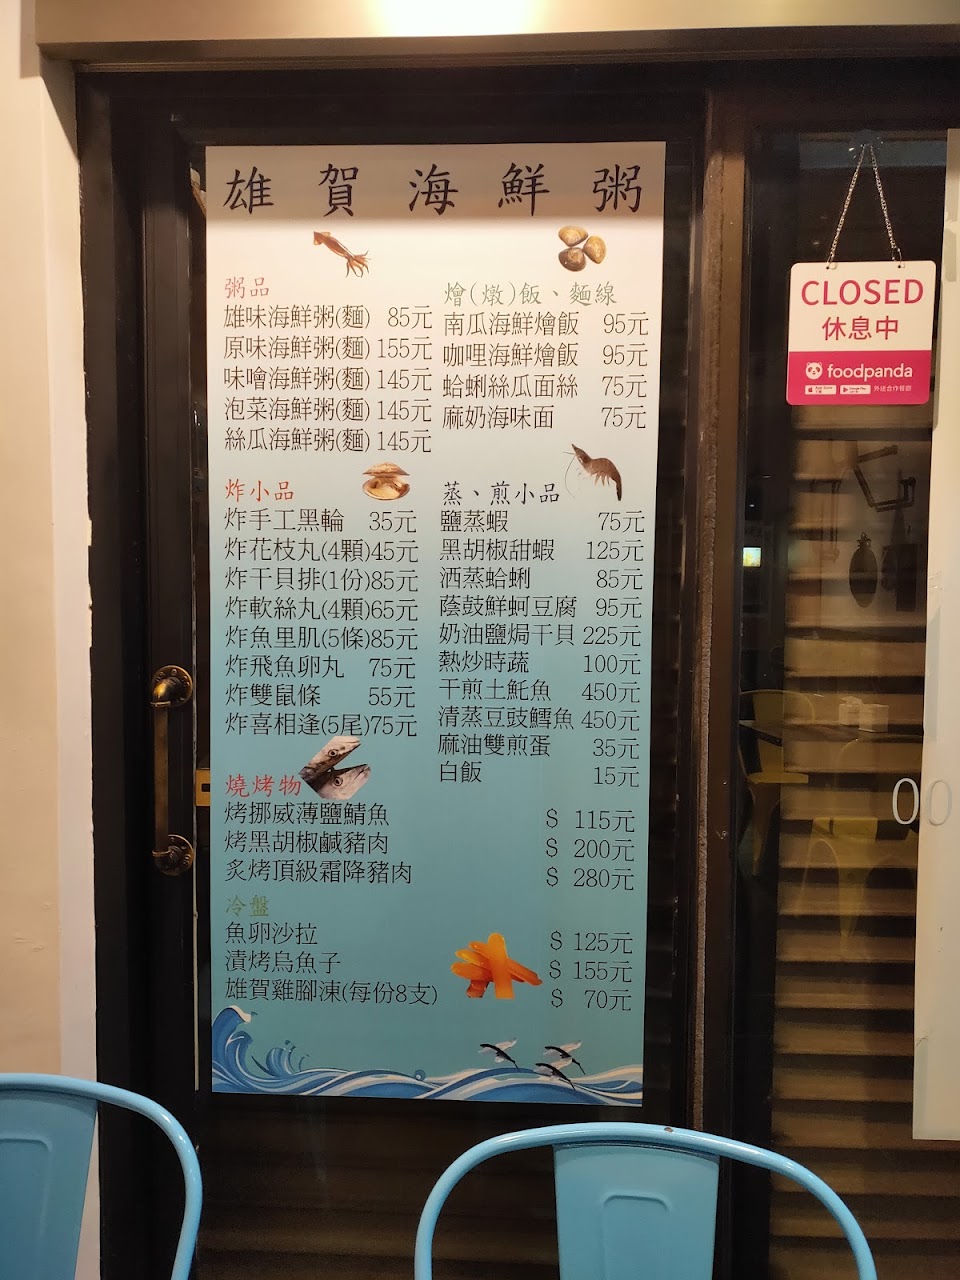 雄賀海鮮粥
粥品
雄味海鮮粥(麵) 85元
原味海鮮粥(麵) 155元
味噌海鮮粥(麵) 145元
泡菜海鮮粥(麵) 145元
絲瓜海鮮粥(麵) 145元
燴(燉)飯、麵線
南瓜海鮮燴飯 95元
咖哩海鮮燴飯 95元
蛤蜊絲瓜面絲 75元
麻奶海味面 75元
炸小品
炸手工黑輪 35元
炸花枝丸(4顆)45元
炸干貝排(1份)85元
炸軟絲丸(4顆)65元
炸魚里肌(5條)85元
炸飛魚卵丸 75元
炸雙鼠條 55元
炸喜相逢(5尾)75元
蒸、煎小品
鹽蒸蝦 75元
黑胡椒甜蝦 125元
酒蒸蛤蜊 85元
蔭鼓鮮蚵豆腐 95元
奶油鹽焗干貝 225元
熱炒時蔬 100元
干煎土魠魚 450元
清蒸豆豉鱈魚 450元
麻油雙煎蛋 35元
白飯 15元
燒烤物
烤挪威薄鹽鯖魚 $ 115元
烤黑胡椒鹹豬肉 $ 200元
炙烤頂級霜降豬肉 $ 280元
冷盤
魚卵沙拉 $ 125元
漬烤烏魚子 $ 155元
雄賀雞腳凍(每份8支) $ 70元
CLOSED
休息中
foodpanda
App Store
Google Play
外送合作餐廳
00